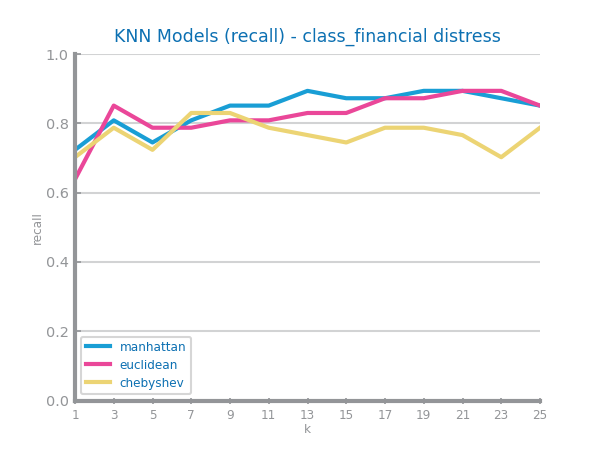 KNN Models (recall) - class_financial distress
1.0
0.8
0.6
0.4
0.2
0.0
recall
manhattan
euclidean
chebyshev
1 3 5 7 9 11 13 15 17 19 21 23 25
k